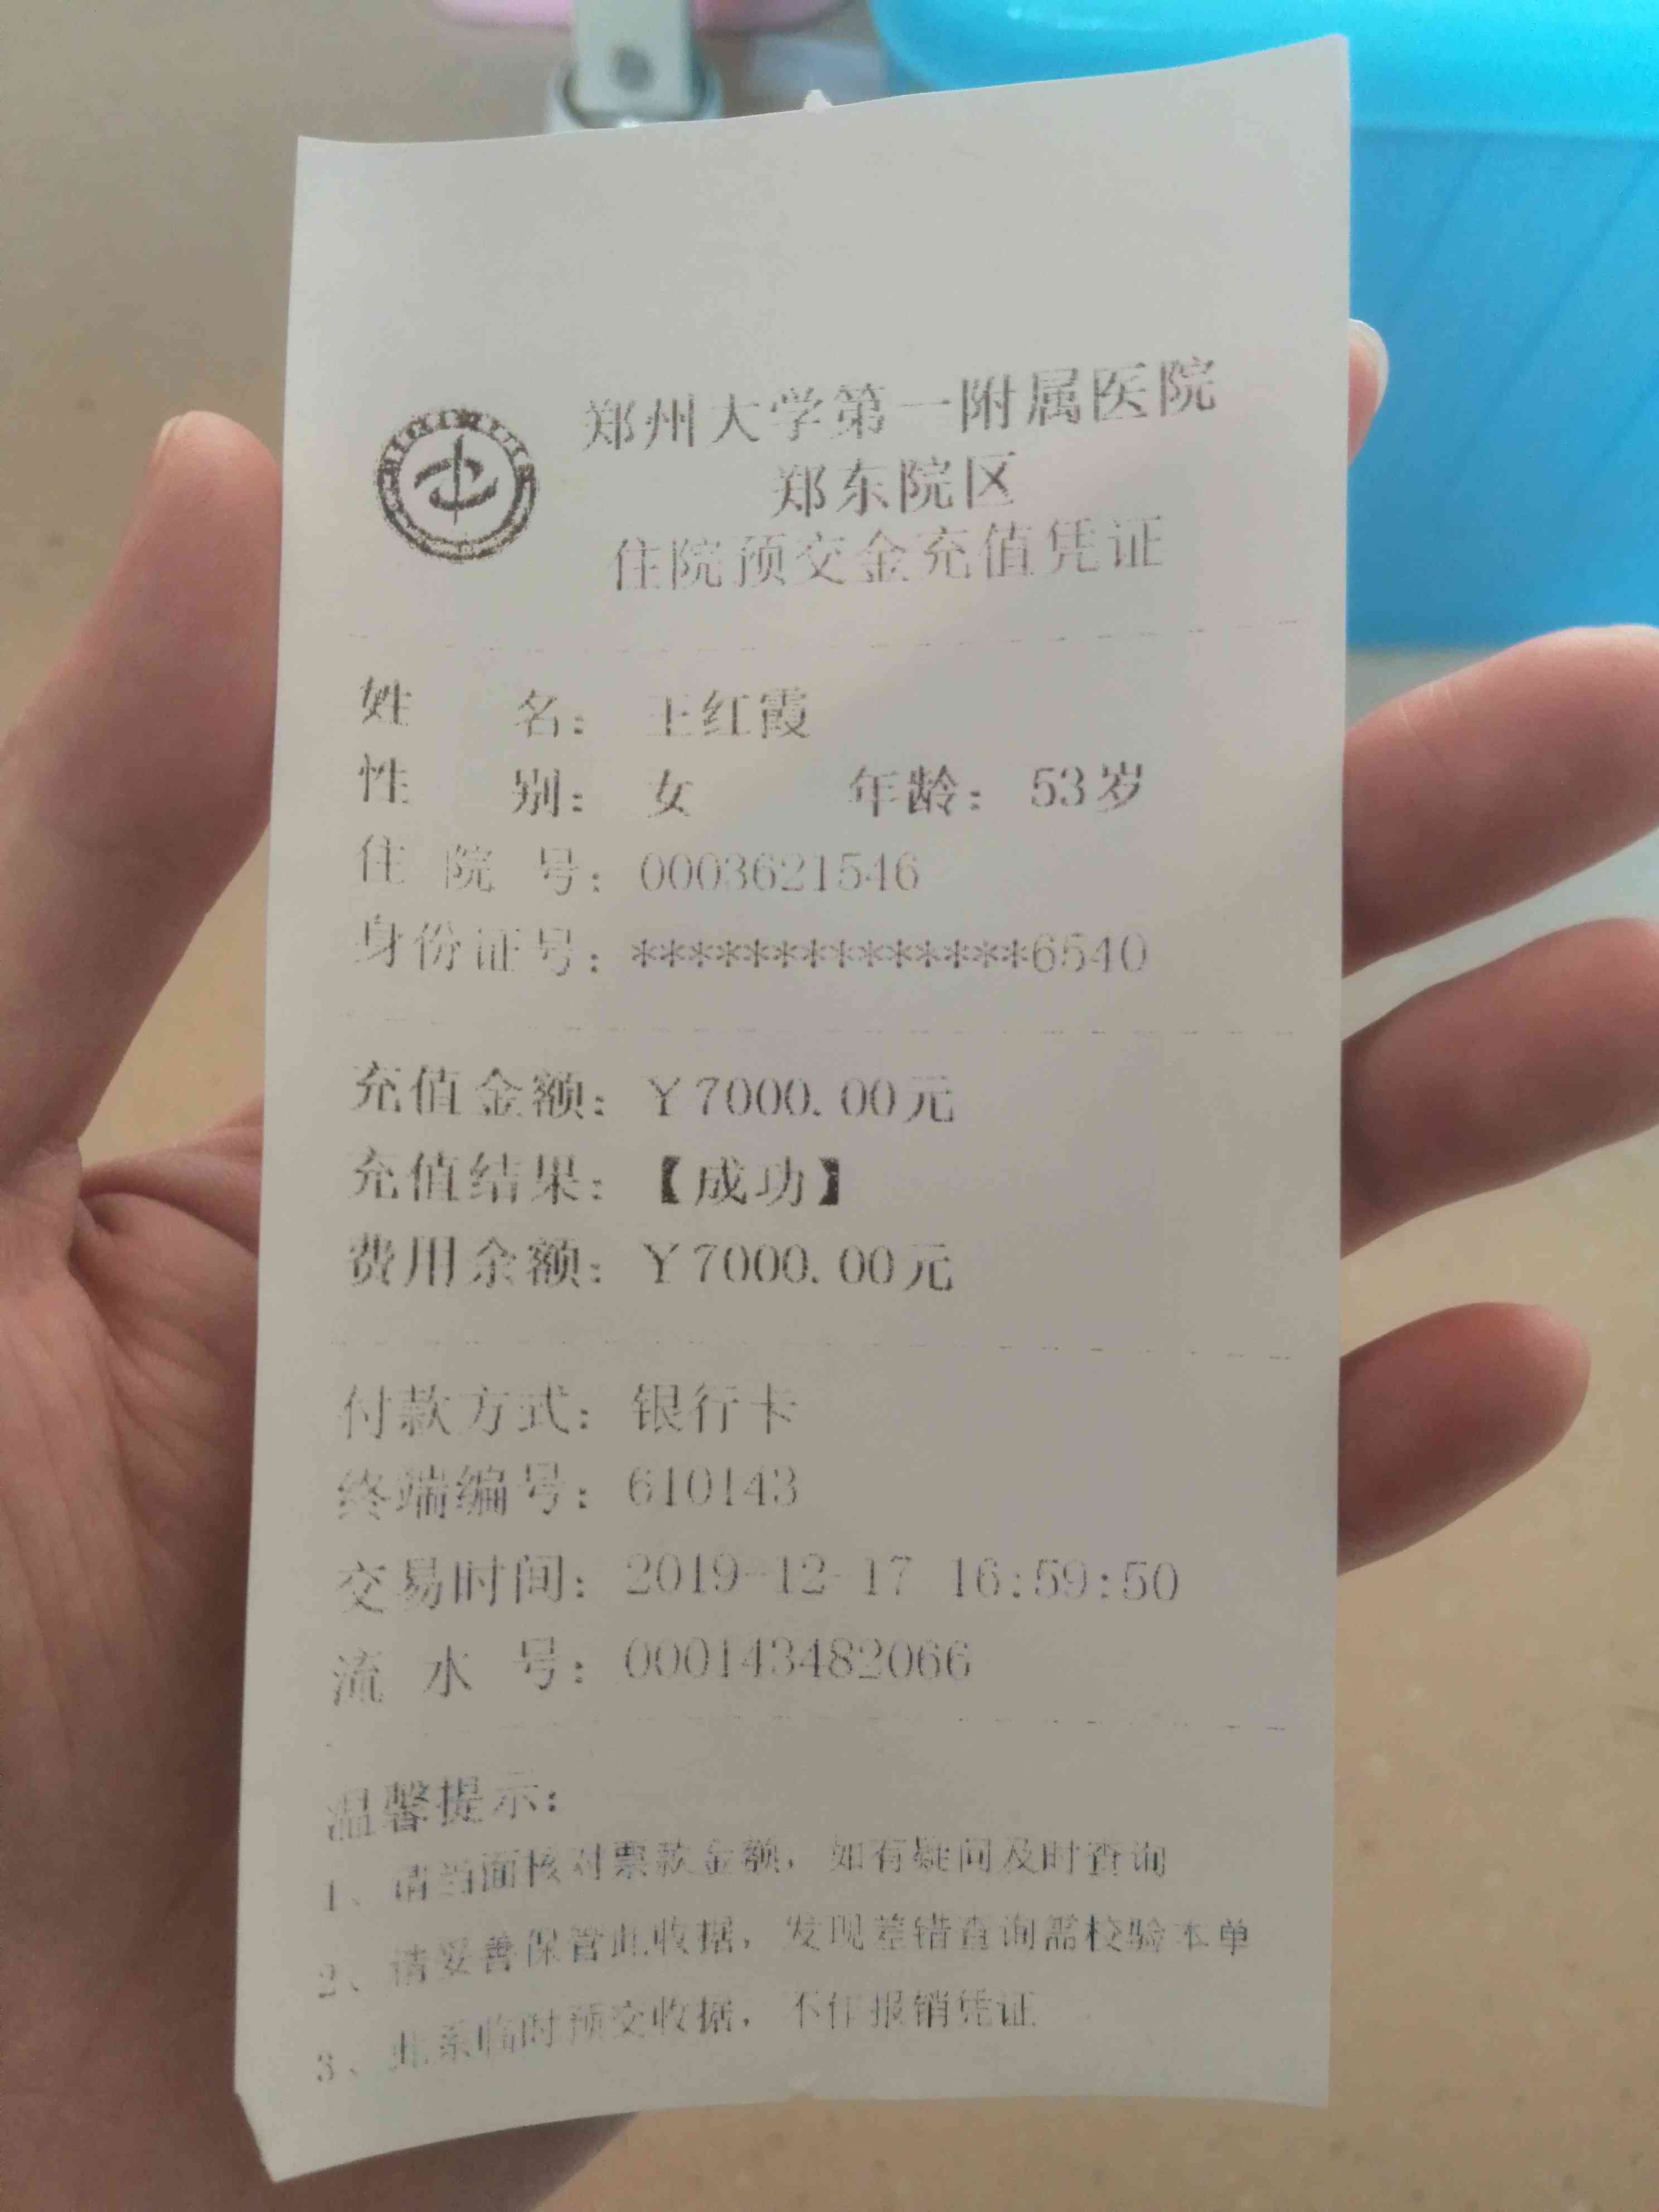 郑州大学第一附属医院
郑东院区
住院预交金充值凭证
姓 名： 王红霞
性 别： 女 年龄： 53岁
住 院 号：0003621546
身份证号：**************6540
充值金额：￥7000.00元
充值结果：【成功】
费用余额：￥7000.00元
付款方式：银行卡
终端编号：610143
交易时间：2019-12-17 16:59:50
流 水 号：000143482066
温馨提示：
1、请当面核对票款金额，如有疑问及时查询
2、请妥善保管此收据，发现差错查询需校验本单
3、此系临时预交收据，不作报销凭证